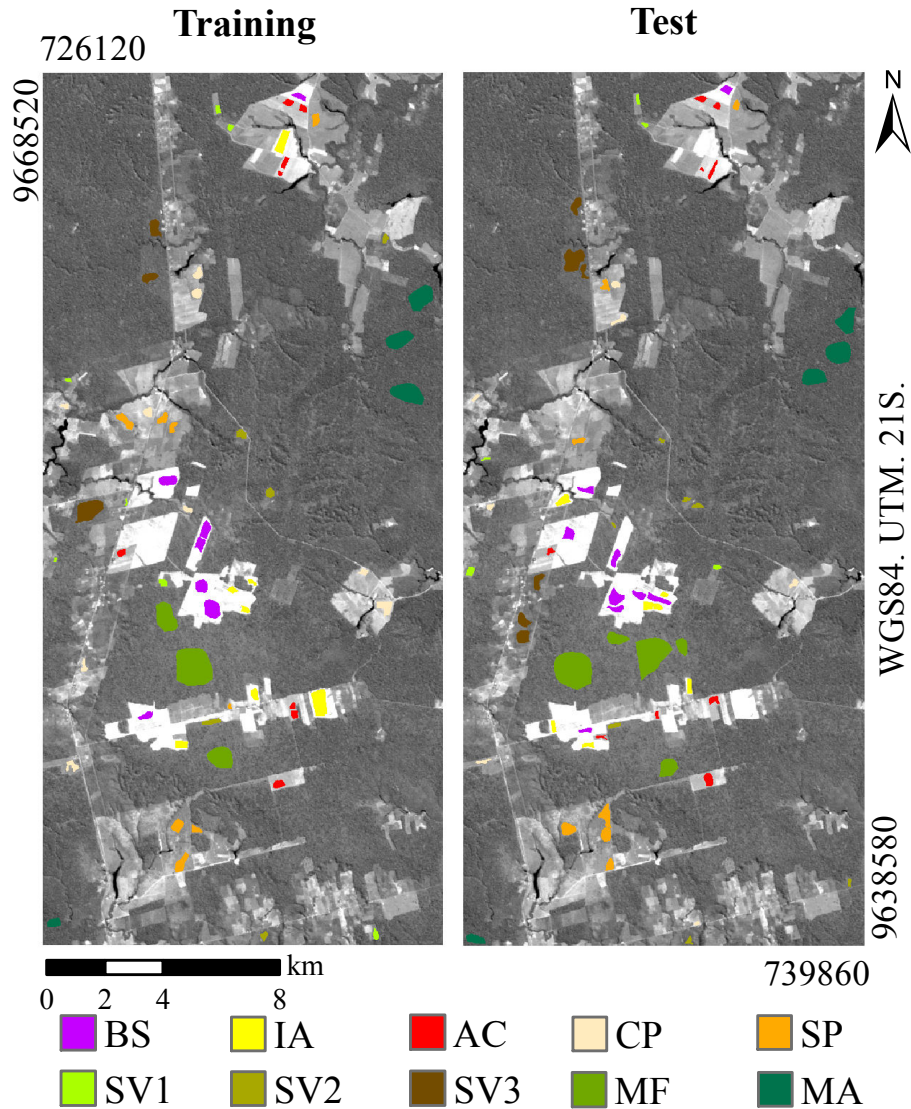 Training Test
726120
9668520
N
WGS84. UTM. 21S.
9638580
739860
km
0 2 4 8
BS IA AC CP SP
SV1 SV2 SV3 MF MA